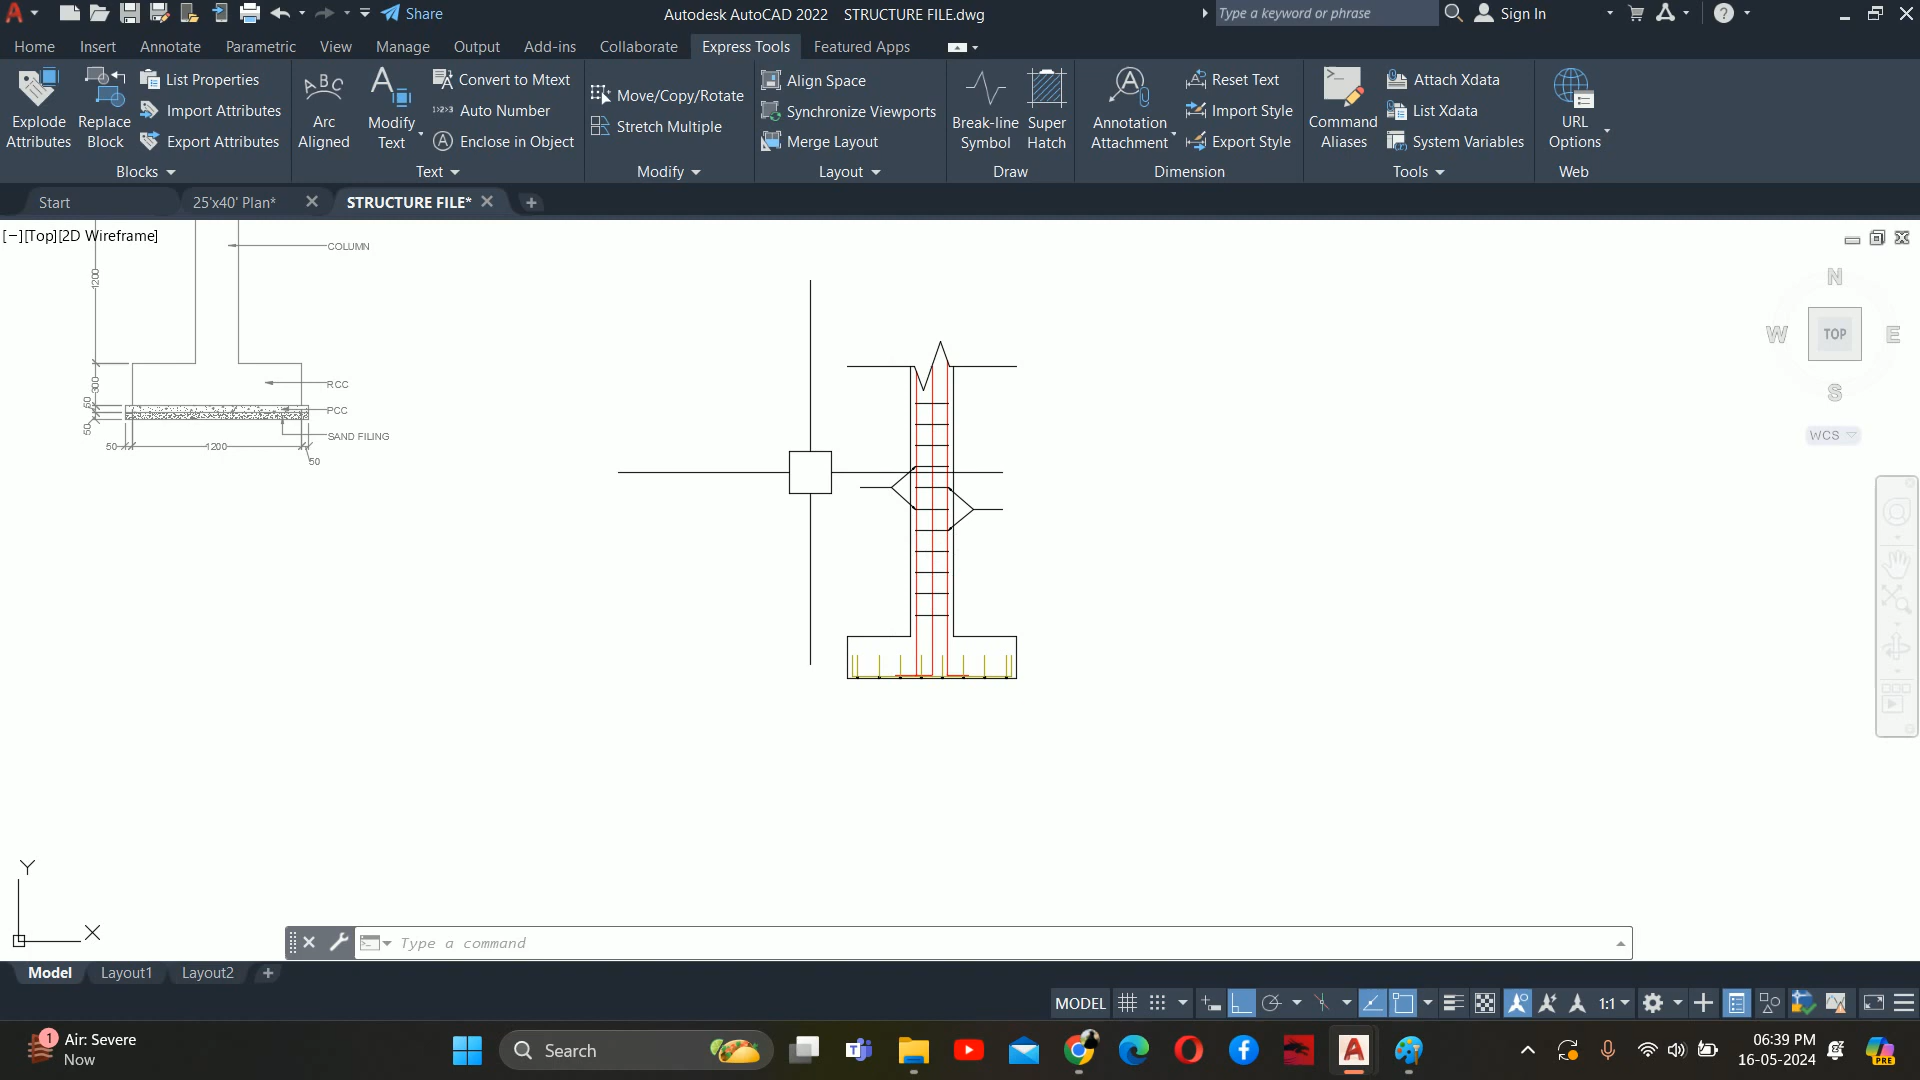 Share
Autodesk AutoCAD 2022 STRUCTURE FILE.dwg
Type a keyword or phrase
Sign In
Home Insert Annotate Parametric View Manage Output Add-ins Collaborate Express Tools Featured Apps
Explode Attributes
Replace Block
List Properties
Import Attributes
Export Attributes
Blocks
ABC
Arc Aligned
Modify Text
Convert to Mtext
Auto Number
Enclose in Object
Text
Move/Copy/Rotate
Stretch Multiple
Modify
Align Space
Synchronize Viewports
Merge Layout
Layout
Break-line Symbol
Super Hatch
Draw
Annotation Attachment
Reset Text
Import Style
Export Style
Dimension
Command Aliases
Attach Xdata
List Xdata
System Variables
Tools
URL Options
Web
Start 25'x40' Plan* STRUCTURE FILE*
[−][Top][2D Wireframe]
COLUMN
1200
RCC
300
PCC
50
50
SAND FILING
50 1200
50
N
W TOP E
S
WCS
Y
X
Type a command
Model Layout1 Layout2
MODEL 1:1
1
Air: Severe
Now
Search
PRE
06:39 PM
16-05-2024